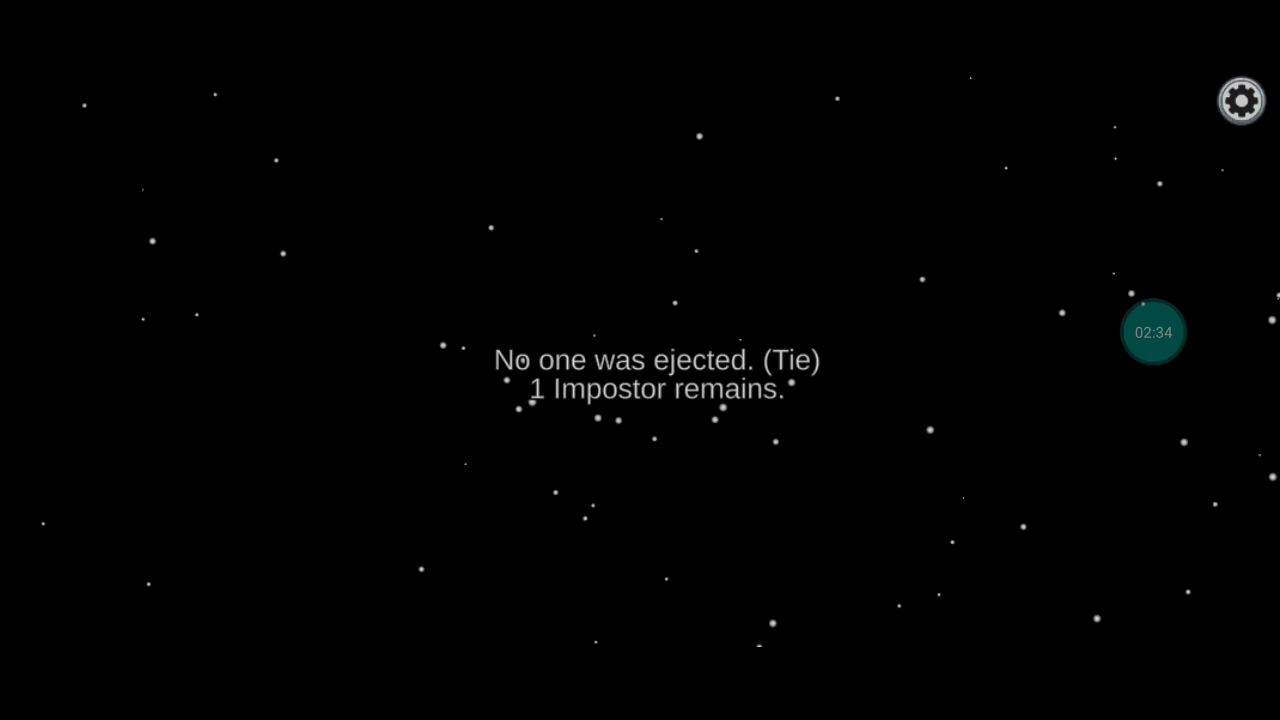 02:34
No one was ejected. (Tie)
1 Impostor remains.